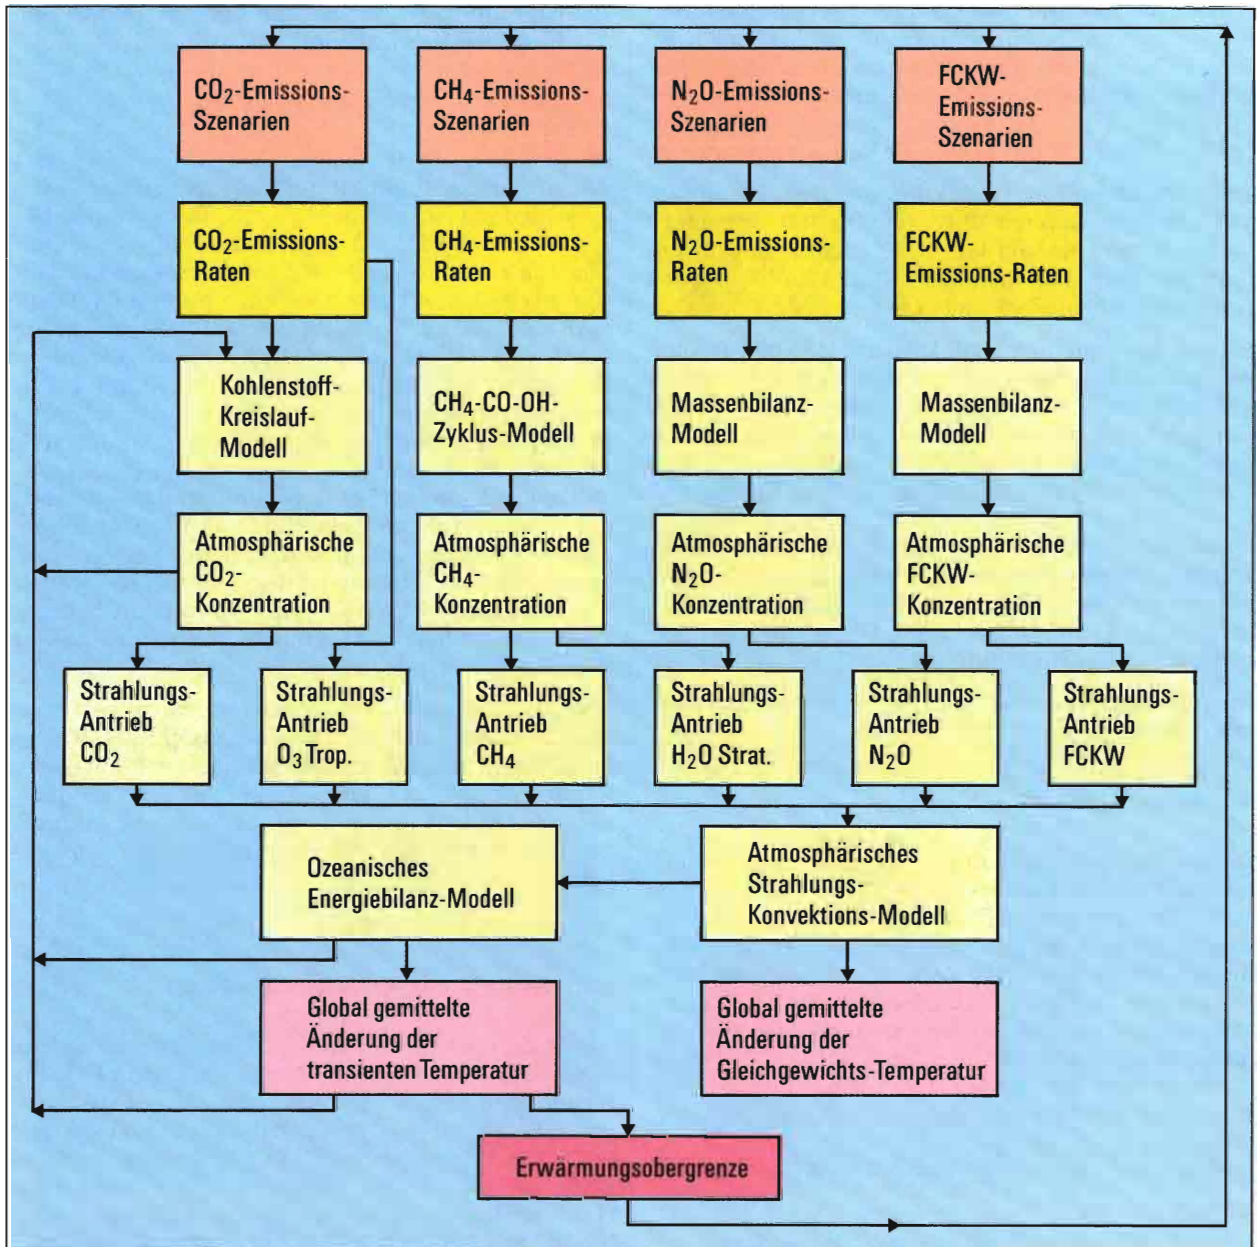 CO₂-Emissions-
Szenarien
CH₄-Emissions-
Szenarien
N₂O-Emissions-
Szenarien
FCKW-
Emissions-
Szenarien
CO₂-Emissions-
Raten
CH₄-Emissions-
Raten
N₂O-Emissions-
Raten
FCKW-
Emissions-Raten
Kohlenstoff-
Kreislauf-
Modell
CH₄-CO-OH-
Zyklus-Modell
Massenbilanz-
Modell
Massenbilanz-
Modell
Atmosphärische
CO₂-
Konzentration
Atmosphärische
CH₄-
Konzentration
Atmosphärische
N₂O-
Konzentration
Atmosphärische
FCKW-
Konzentration
Strahlungs-
Antrieb
CO₂
Strahlungs-
Antrieb
O₃ Trop.
Strahlungs-
Antrieb
CH₄
Strahlungs-
Antrieb
H₂O Strat.
Strahlungs-
Antrieb
N₂O
Strahlungs-
Antrieb
FCKW
Ozeanisches
Energiebilanz-Modell
Atmosphärisches
Strahlungs-
Konvektions-Modell
Global gemittelte
Änderung der
transienten Temperatur
Global gemittelte
Änderung der
Gleichgewichts-Temperatur
Erwärmungsobergrenze